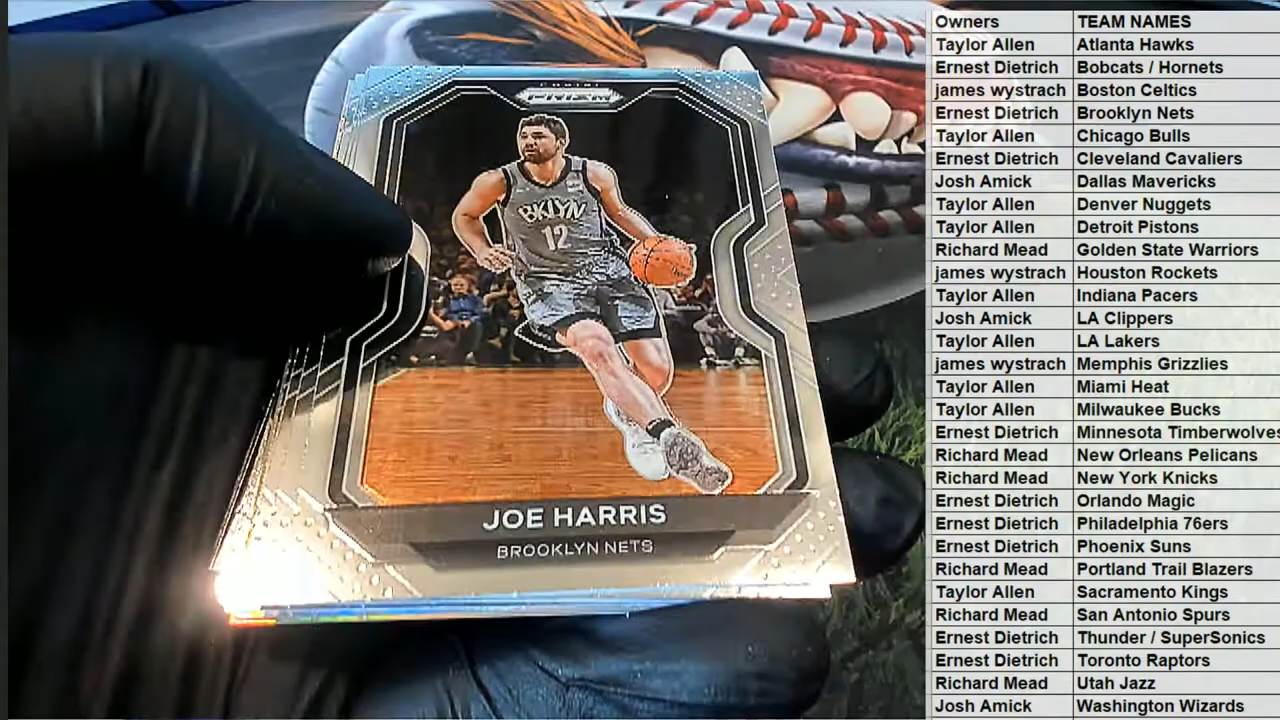 PANINI
PRIZM
BKLYN
12
JOE HARRIS
BROOKLYN NETS
Owners TEAM NAMES
Taylor Allen Atlanta Hawks
Ernest Dietrich Bobcats / Hornets
james wystrach Boston Celtics
Ernest Dietrich Brooklyn Nets
Taylor Allen Chicago Bulls
Ernest Dietrich Cleveland Cavaliers
Josh Amick Dallas Mavericks
Taylor Allen Denver Nuggets
Taylor Allen Detroit Pistons
Richard Mead Golden State Warriors
james wystrach Houston Rockets
Taylor Allen Indiana Pacers
Josh Amick LA Clippers
Taylor Allen LA Lakers
james wystrach Memphis Grizzlies
Taylor Allen Miami Heat
Taylor Allen Milwaukee Bucks
Ernest Dietrich Minnesota Timberwolves
Richard Mead New Orleans Pelicans
Richard Mead New York Knicks
Ernest Dietrich Orlando Magic
Ernest Dietrich Philadelphia 76ers
Ernest Dietrich Phoenix Suns
Richard Mead Portland Trail Blazers
Taylor Allen Sacramento Kings
Richard Mead San Antonio Spurs
Ernest Dietrich Thunder / SuperSonics
Ernest Dietrich Toronto Raptors
Richard Mead Utah Jazz
Josh Amick Washington Wizards